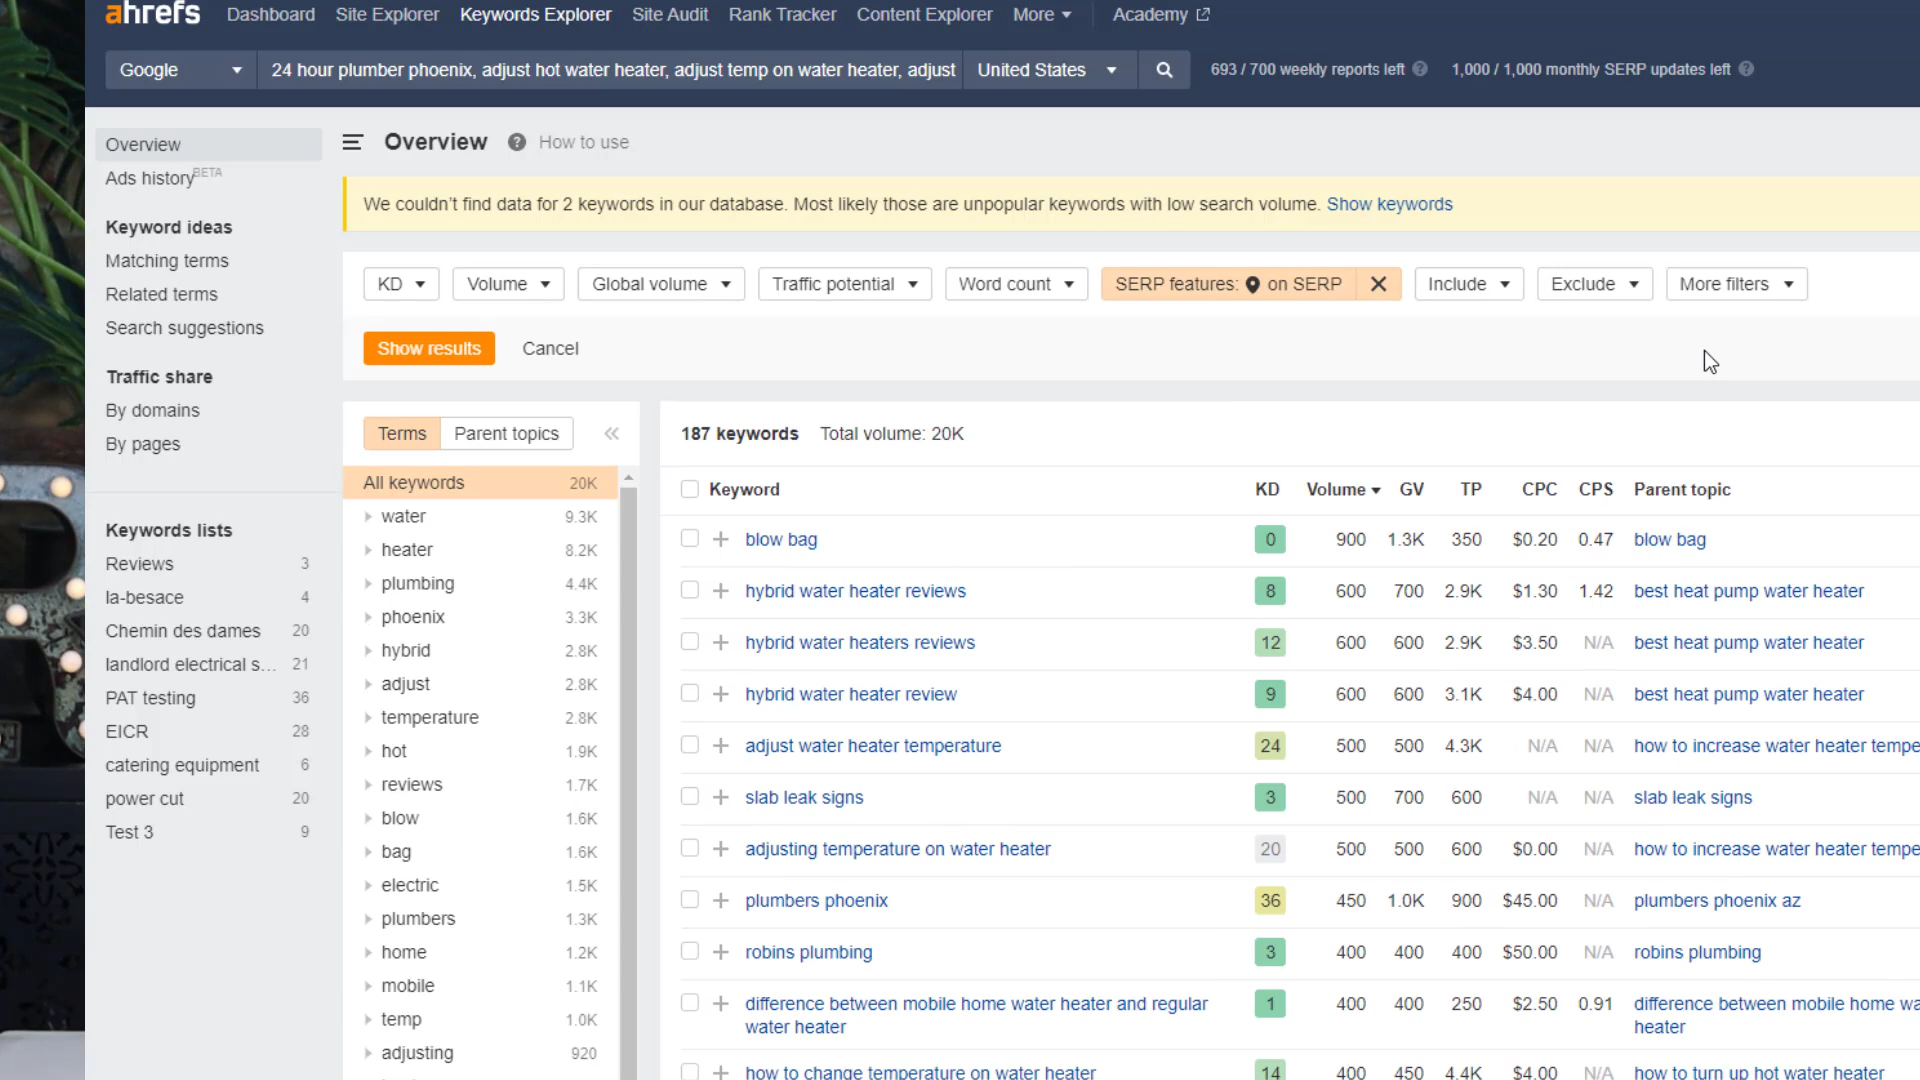 ahrefs Dashboard Site Explorer Keywords Explorer Site Audit Rank Tracker Content Explorer More Academy
Google 24 hour plumber phoenix, adjust hot water heater, adjust temp on water heater, adjust United States 693 / 700 weekly reports left 1,000 / 1,000 monthly SERP updates left
Overview
Ads history BETA
Keyword ideas
Matching terms
Related terms
Search suggestions
Traffic share
By domains
By pages
Keywords lists
Reviews 3
la-besace 4
Chemin des dames 20
landlord electrical s... 21
PAT testing 36
EICR 28
catering equipment 6
power cut 20
Test 3 9
Overview How to use
We couldn't find data for 2 keywords in our database. Most likely those are unpopular keywords with low search volume. Show keywords
KD Volume Global volume Traffic potential Word count SERP features: on SERP Include Exclude More filters
Show results Cancel
Terms Parent topics
All keywords 20K
water 9.3K
heater 8.2K
plumbing 4.4K
phoenix 3.3K
hybrid 2.8K
adjust 2.8K
temperature 2.8K
hot 1.9K
reviews 1.7K
blow 1.6K
bag 1.6K
electric 1.5K
plumbers 1.3K
home 1.2K
mobile 1.1K
temp 1.0K
adjusting 920
187 keywords Total volume: 20K
Keyword KD Volume GV TP CPC CPS Parent topic
blow bag 0 900 1.3K 350 $0.20 0.47 blow bag
hybrid water heater reviews 8 600 700 2.9K $1.30 1.42 best heat pump water heater
hybrid water heaters reviews 12 600 600 2.9K $3.50 N/A best heat pump water heater
hybrid water heater review 9 600 600 3.1K $4.00 N/A best heat pump water heater
adjust water heater temperature 24 500 500 4.3K N/A N/A how to increase water heater tempe
slab leak signs 3 500 700 600 N/A N/A slab leak signs
adjusting temperature on water heater 20 500 500 600 $0.00 N/A how to increase water heater tempe
plumbers phoenix 36 450 1.0K 900 $45.00 N/A plumbers phoenix az
robins plumbing 3 400 400 400 $50.00 N/A robins plumbing
difference between mobile home water heater and regular 1 400 400 250 $2.50 0.91 difference between mobile home wa
water heater heater
how to change temperature on water heater 14 400 450 4.4K $4.00 N/A how to turn up hot water heater